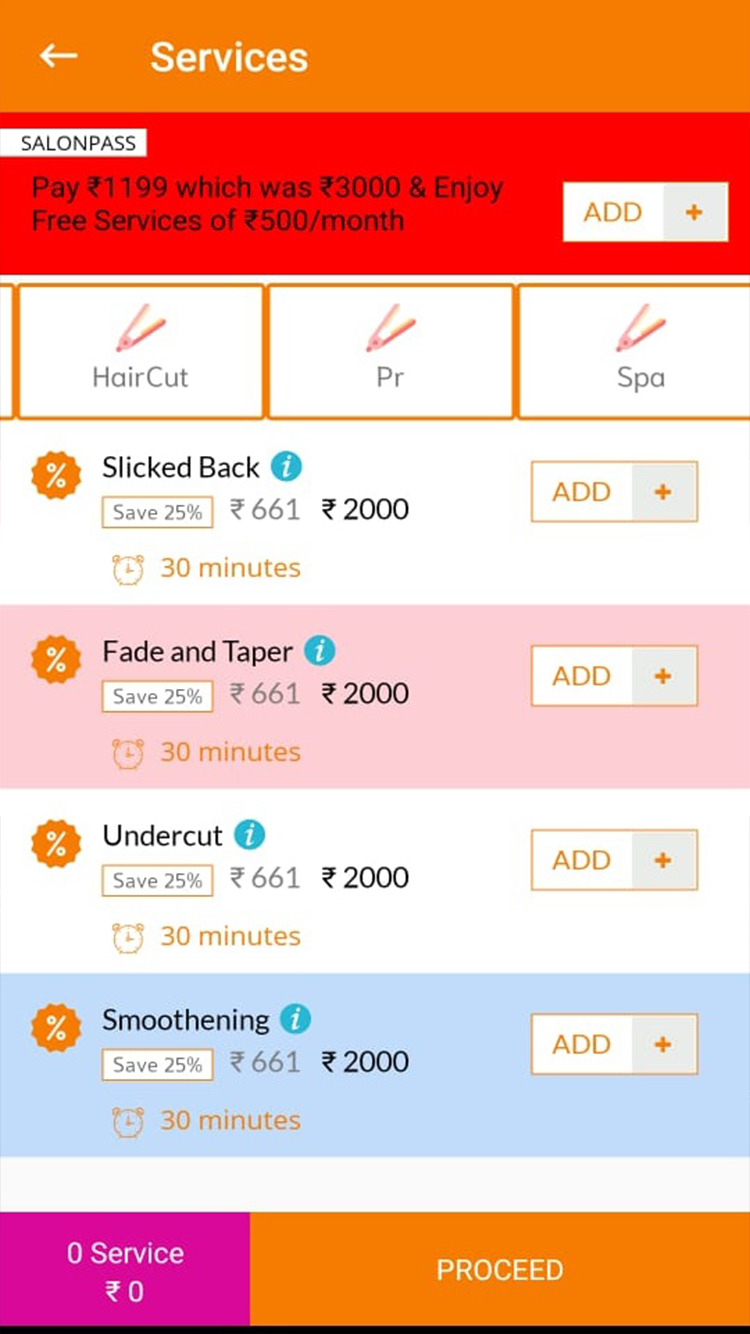 Services
SALONPASS
Pay ₹1199 which was ₹3000 & Enjoy
Free Services of ₹500/month
ADD +
HairCut
Pr
Spa
%
Slicked Back i
Save 25% ₹ 661 ₹ 2000
ADD +
30 minutes
%
Fade and Taper i
Save 25% ₹ 661 ₹ 2000
ADD +
30 minutes
%
Undercut i
Save 25% ₹ 661 ₹ 2000
ADD +
30 minutes
%
Smoothening i
Save 25% ₹ 661 ₹ 2000
ADD +
30 minutes
0 Service
₹ 0
PROCEED